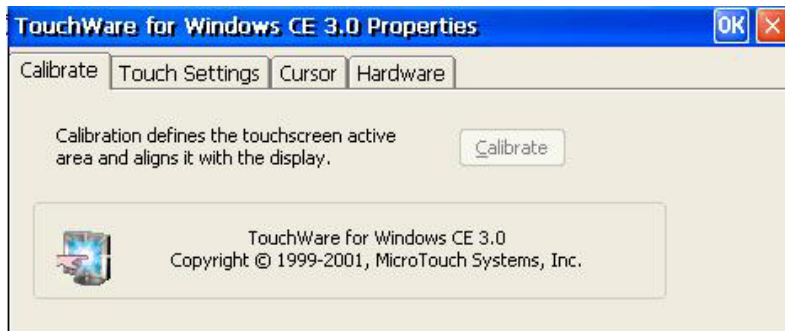 TouchWare for Windows CE 3.0 Properties OK
Calibrate Touch Settings Cursor Hardware
Calibration defines the touchscreen active
area and aligns it with the display.
Calibrate
TouchWare for Windows CE 3.0
Copyright © 1999-2001, MicroTouch Systems, Inc.